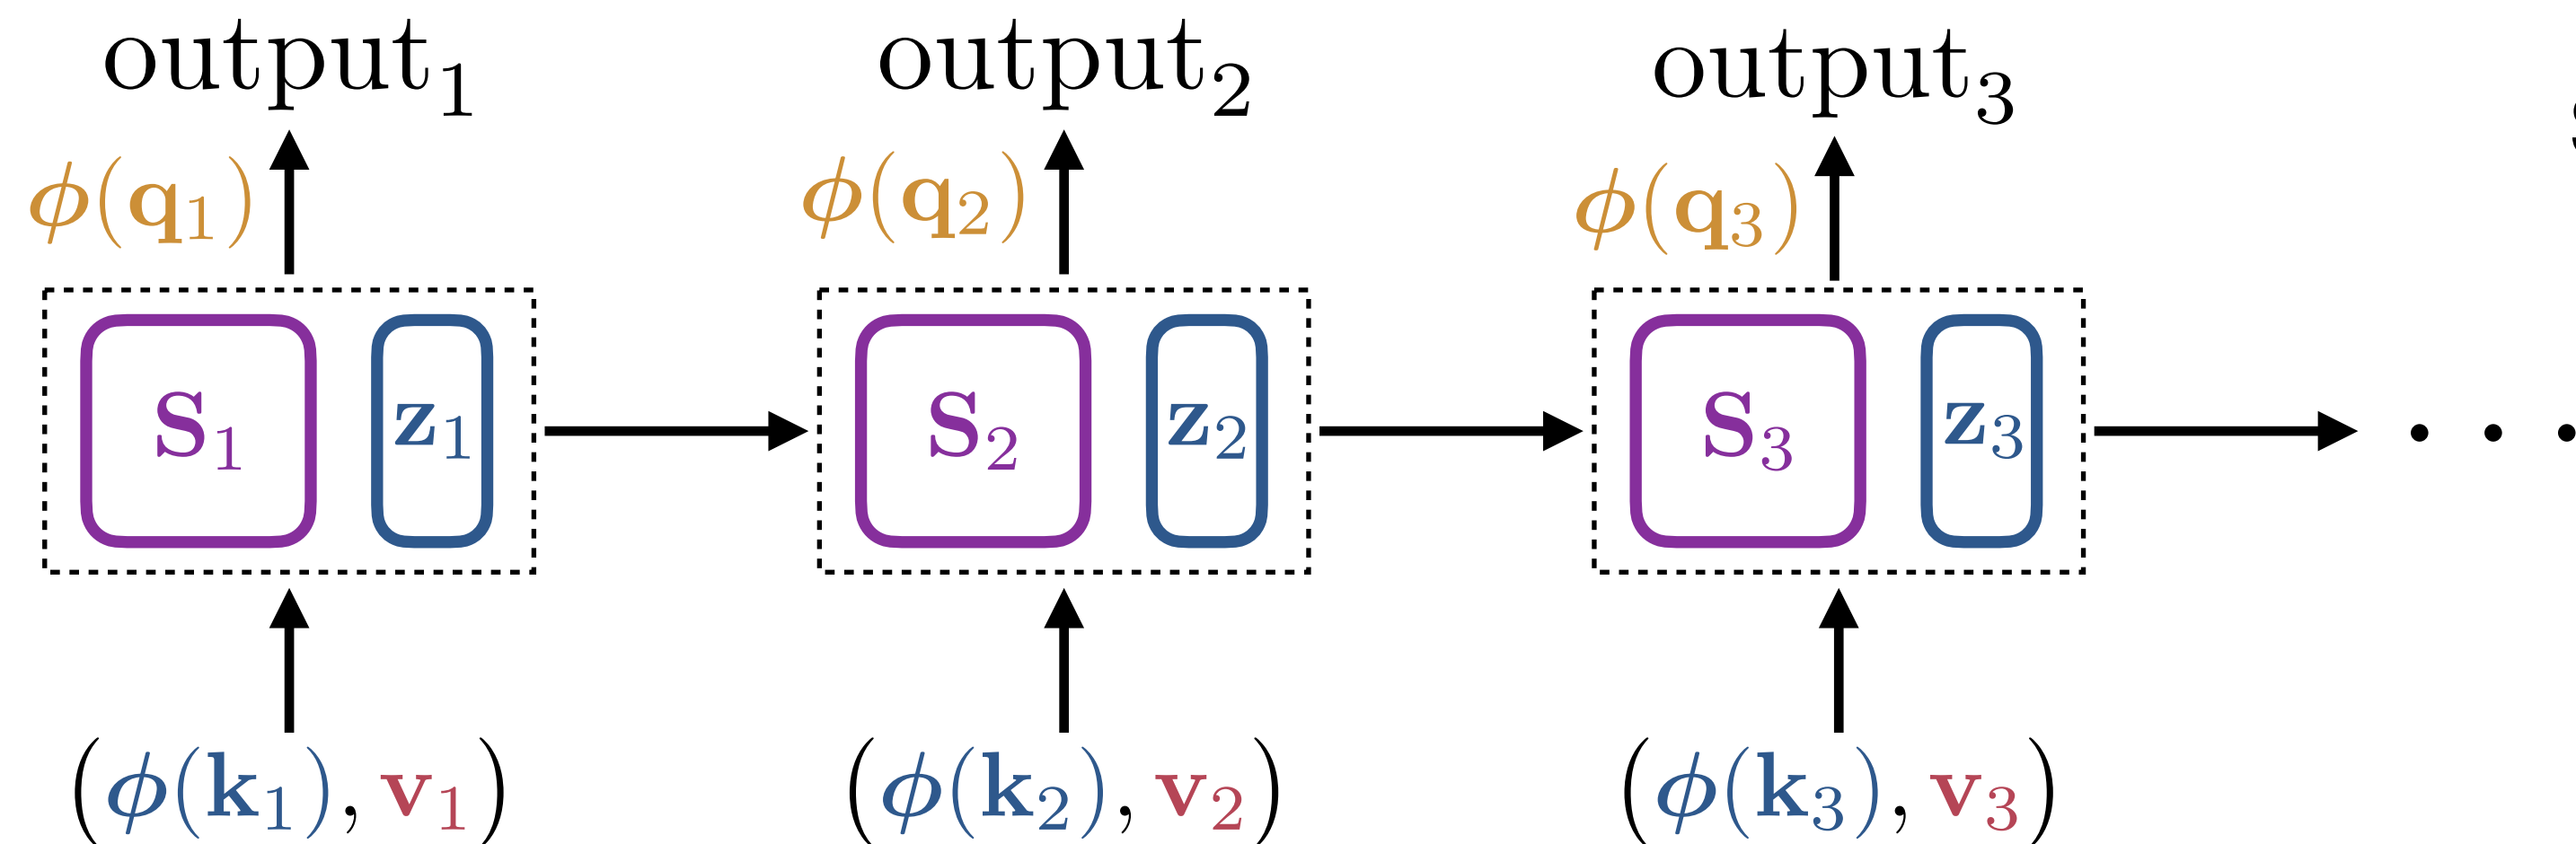 output₁ output₂ output₃
ϕ(q₁) ϕ(q₂) ϕ(q₃)
S₁ z₁ S₂ z₂ S₃ z₃ · · ·
(ϕ(k₁), v₁) (ϕ(k₂), v₂) (ϕ(k₃), v₃)